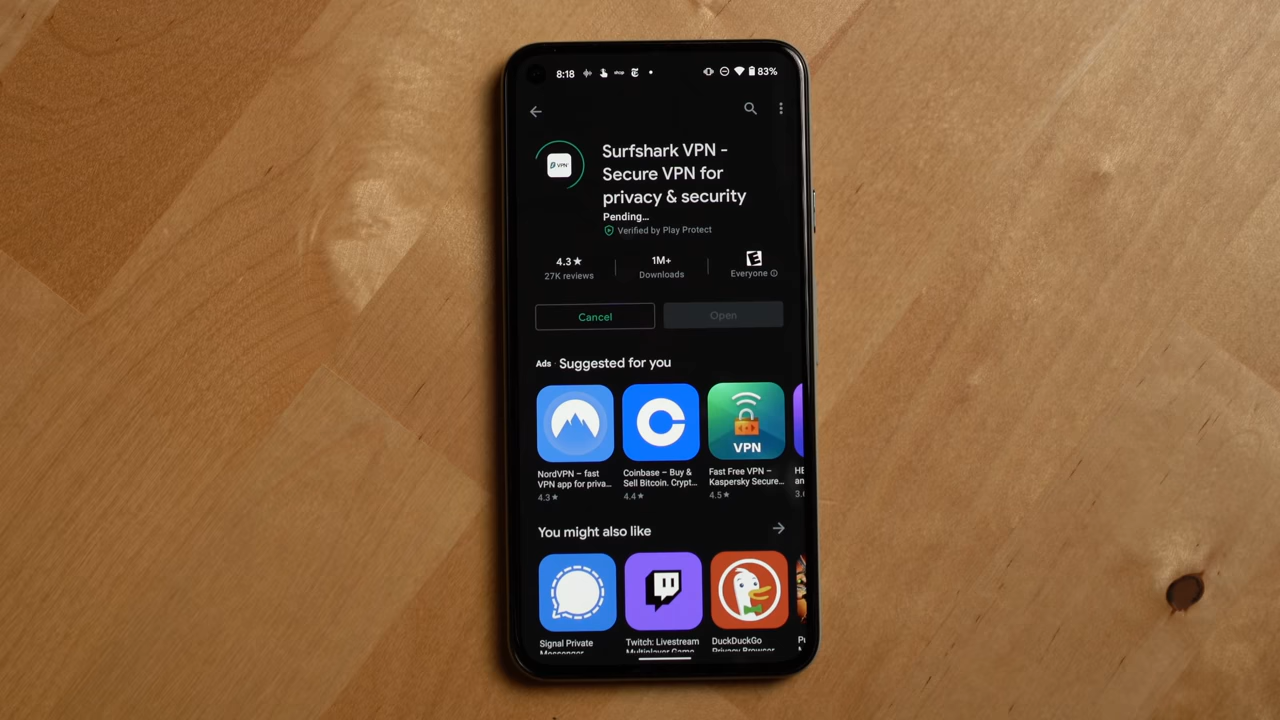 8:18
83%
Surfshark VPN -
Secure VPN for
privacy & security
Pending...
Verified by Play Protect
4.3★
27K reviews
1M+
Downloads
E
Everyone
Cancel
Open
Ads · Suggested for you
VPN
NordVPN – fast
VPN app for priva...
4.3★
Coinbase – Buy &
Sell Bitcoin. Crypt...
4.4★
Fast Free VPN –
Kaspersky Secure...
4.5★
You might also like
Signal Private
Messenger
Twitch: Livestream
Multiplayer Game
DuckDuckGo
Privacy Browser